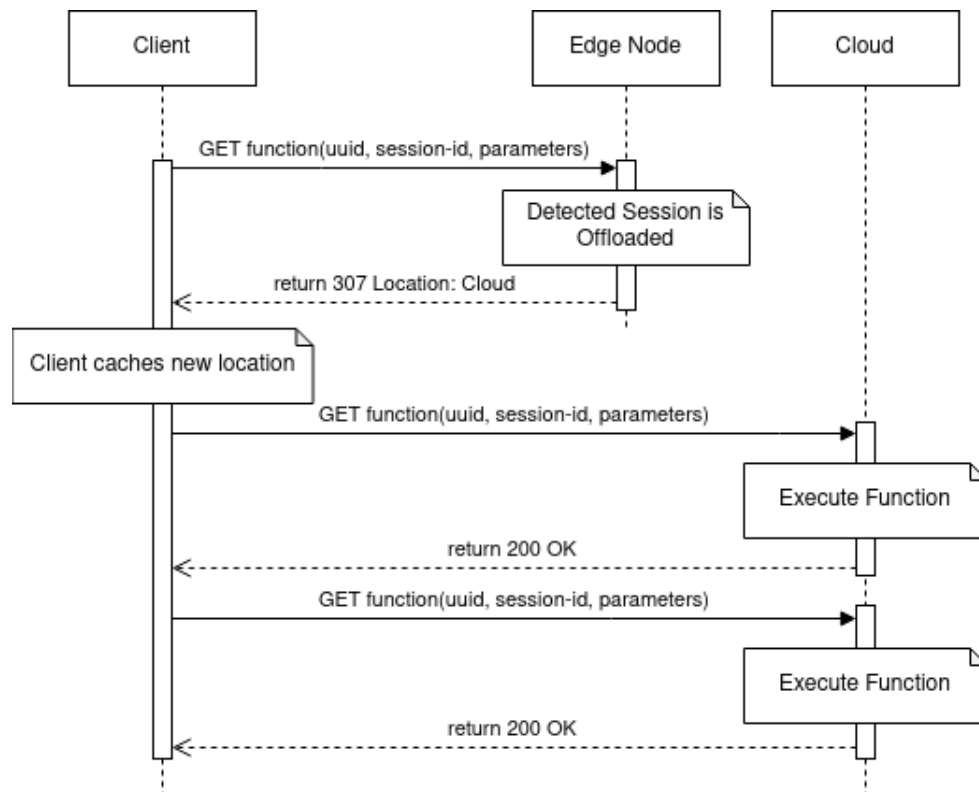 Client
Edge Node
Cloud
GET function(uuid, session-id, parameters)
Detected Session is
Offloaded
return 307 Location: Cloud
Client caches new location
GET function(uuid, session-id, parameters)
Execute Function
return 200 OK
GET function(uuid, session-id, parameters)
Execute Function
return 200 OK